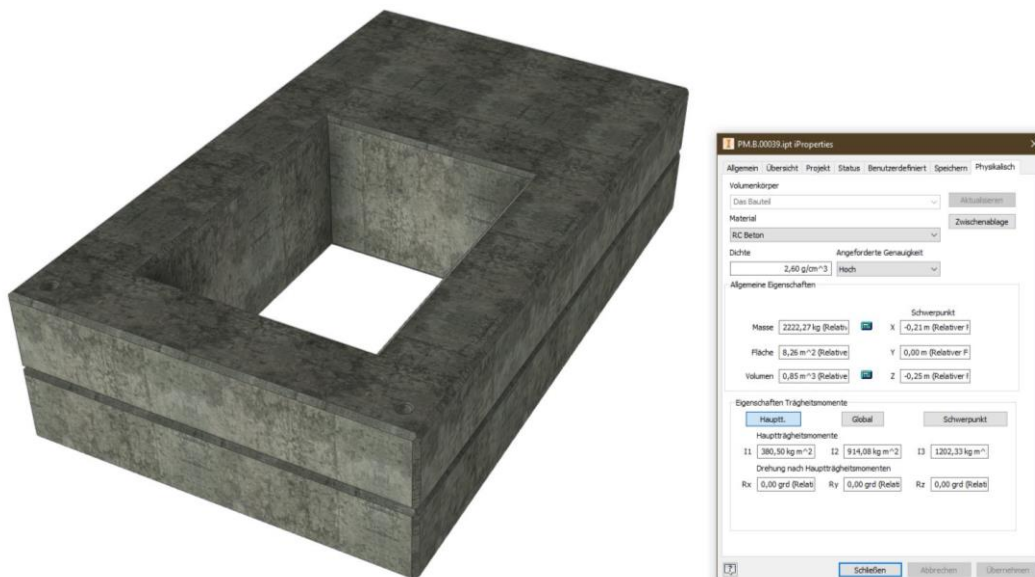 PM.B.00039.ipt iProperties
Allgemein Übersicht Projekt Status Benutzerdefiniert Speichern Physikalisch
Volumenkörper
Das Bauteil
Aktualisieren
Material
Zwischenablage
RC Beton
Dichte Angeforderte Genauigkeit
2,60 g/cm^3 Hoch
Allgemeine Eigenschaften
Schwerpunkt
Masse 2222,27 kg (Relativ X -0,21 m (Relativer F
Fläche 8,26 m^2 (Relative Y 0,00 m (Relativer F
Volumen 0,85 m^3 (Relative Z -0,25 m (Relativer F
Eigenschaften Trägheitsmomente
Hauptt. Global Schwerpunkt
Hauptträgheitsmomente
I1 380,50 kg m^2 I2 914,08 kg m^2 I3 1202,33 kg m^
Drehung nach Hauptträgheitsmomenten
Rx 0,00 grd (Relati Ry 0,00 grd (Relati Rz 0,00 grd (Relati
Schließen Abbrechen Übernehmen